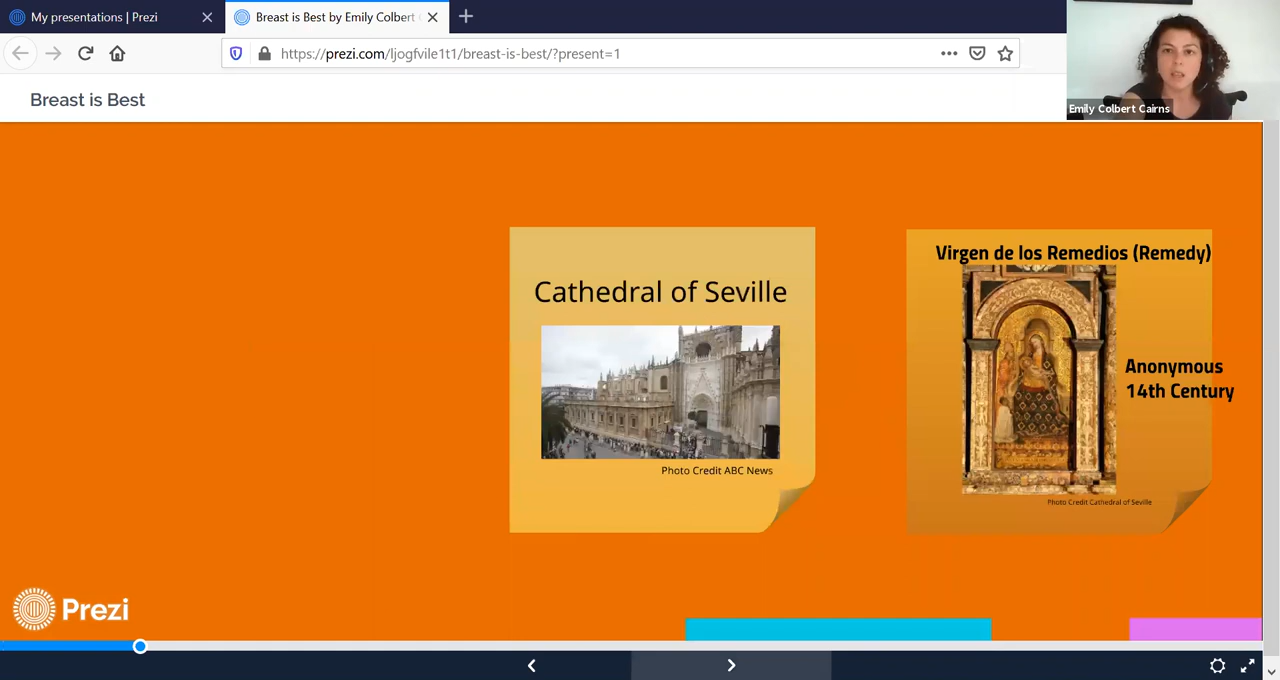 My presentations | Prezi
Breast is Best by Emily Colbert
https://prezi.com/ljogfvile1t1/breast-is-best/?present=1
Emily Colbert Cairns
Breast is Best
Cathedral of Seville
Photo Credit ABC News
Virgen de los Remedios (Remedy)
Anonymous
14th Century
Photo Credit Cathedral of Seville
Prezi